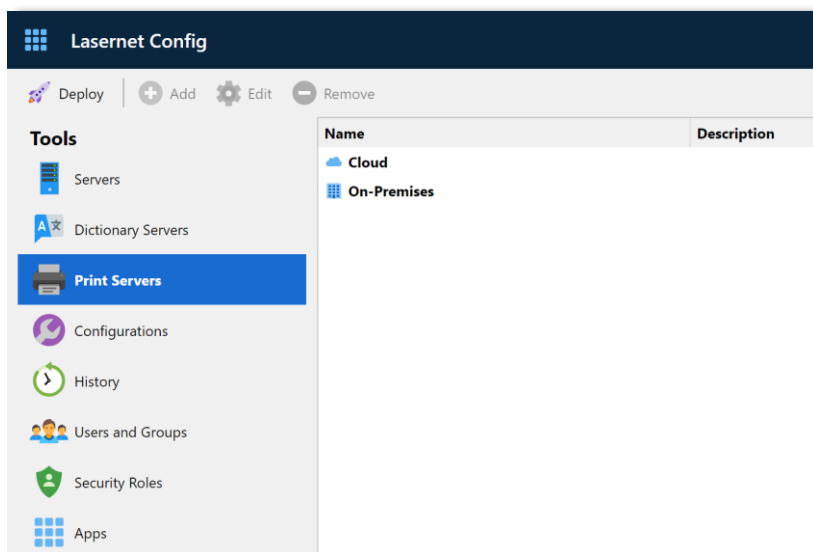 Lasernet Config
Deploy Add Edit Remove
Tools
Servers
Dictionary Servers
Print Servers
Configurations
History
Users and Groups
Security Roles
Apps
Name Description
Cloud
On-Premises